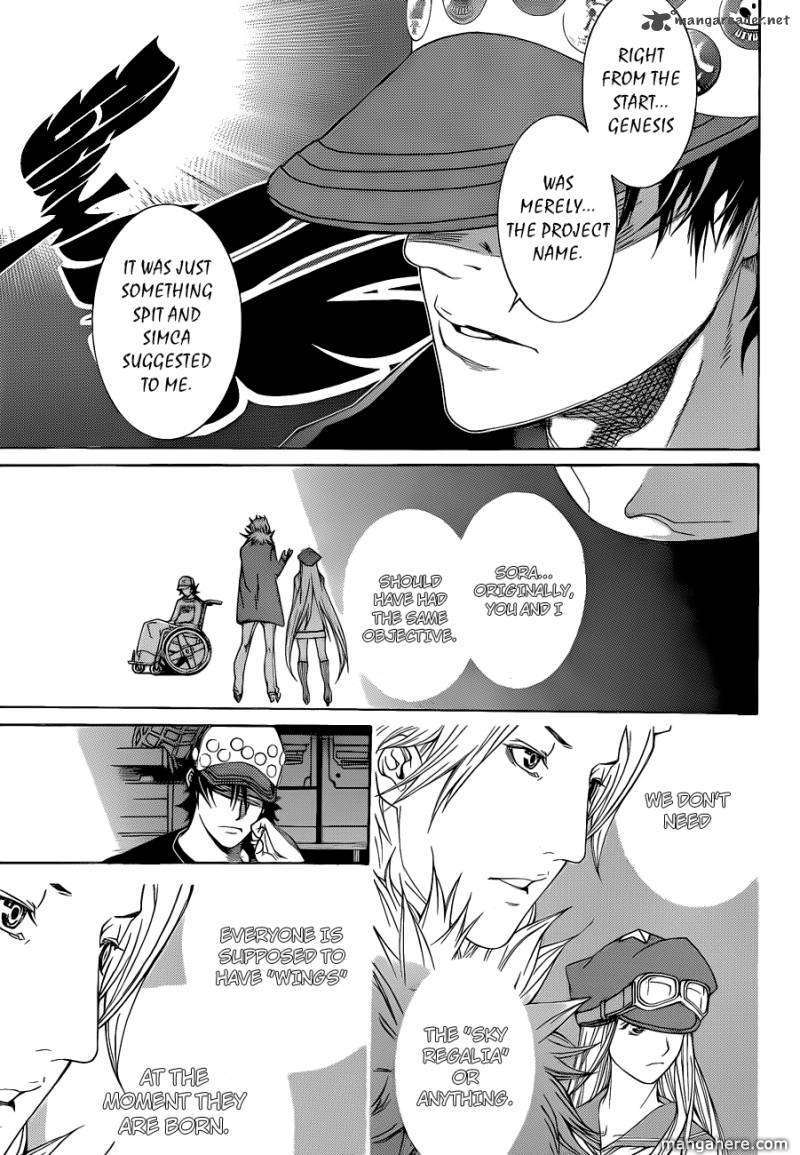 mangareader.net
RIGHT
FROM THE
START...
GENESIS
WAS
MERELY...
THE PROJECT
NAME.
IT WAS JUST
SOMETHING
SPIT AND
SIMCA
SUGGESTED
TO ME.
SORA...
ORIGINALLY,
YOU AND I
SHOULD
HAVE HAD
THE SAME
OBJECTIVE.
WE DON'T
NEED
THE "SKY
REGALIA"
OR
ANYTHING.
EVERYONE IS
SUPPOSED TO
HAVE "WINGS"
AT THE
MOMENT THEY
ARE BORN.
mangahere.com